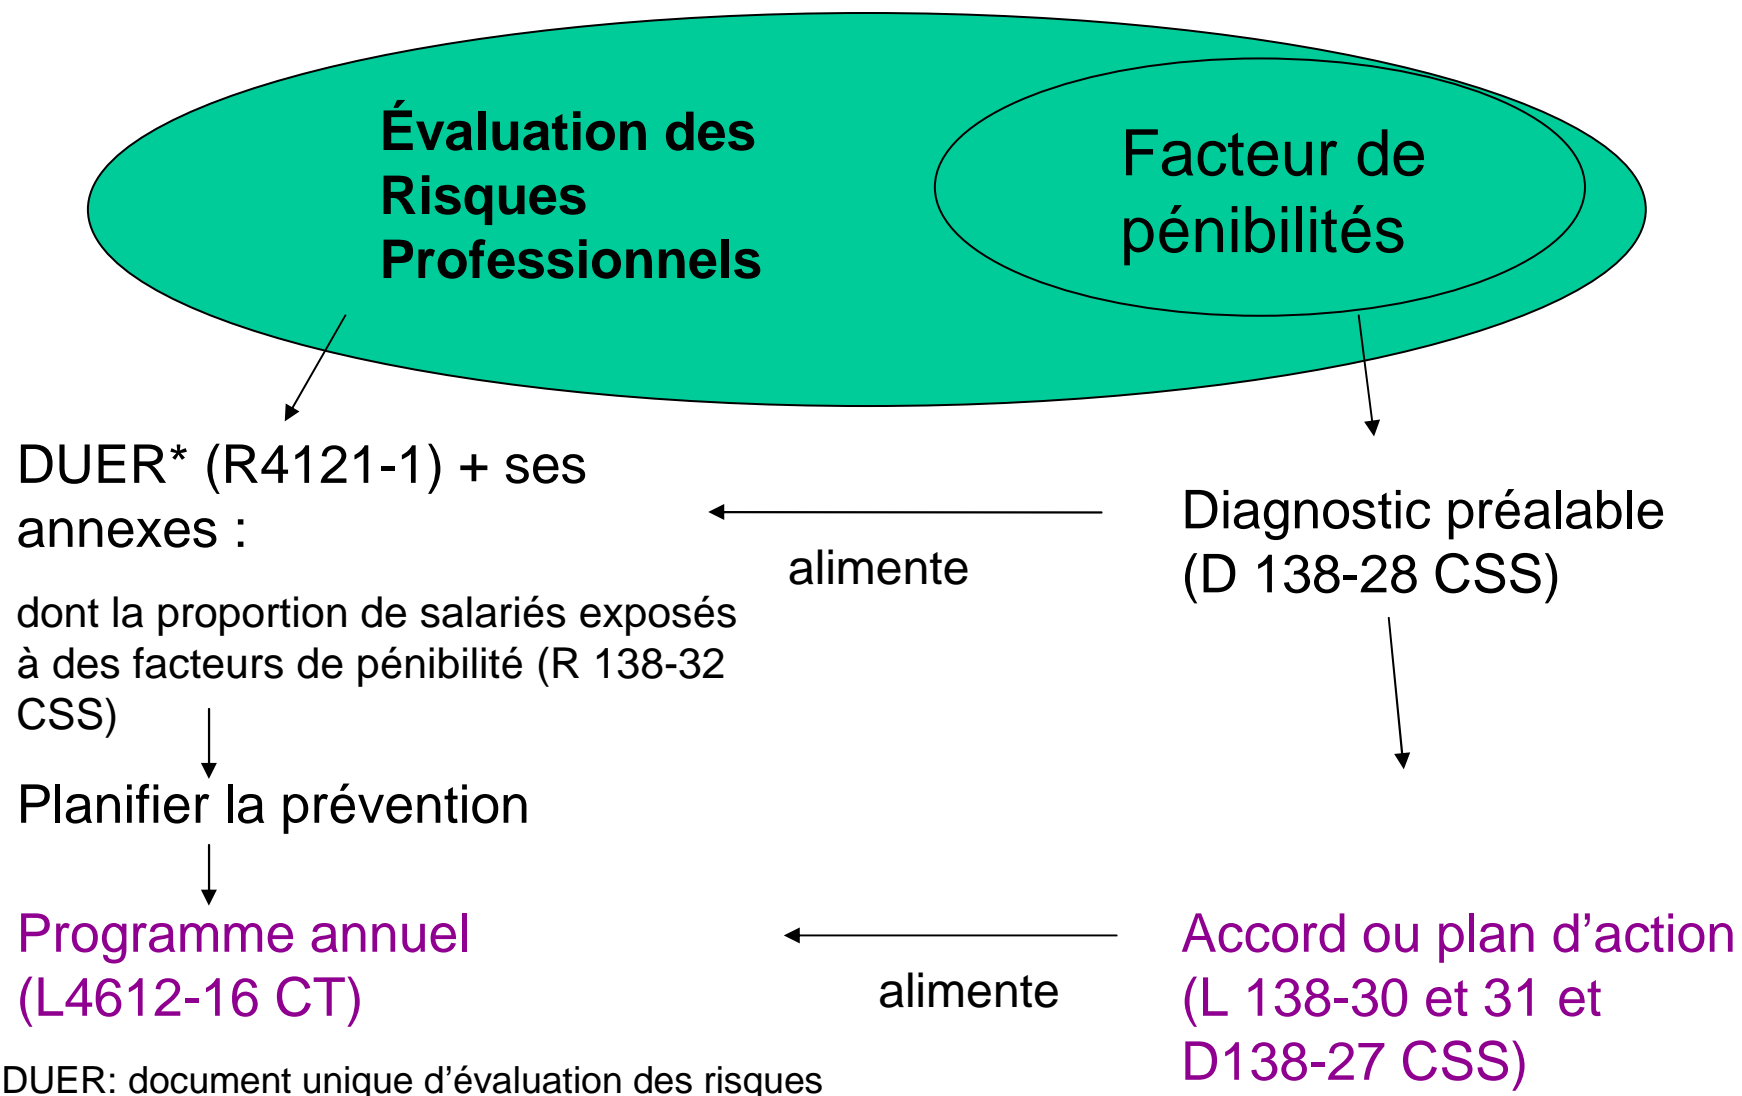 Évaluation des
Risques
Professionnels
Facteur de
pénibilités
DUER* (R4121-1) + ses
annexes :
dont la proportion de salariés exposés
à des facteurs de pénibilité (R 138-32
CSS)
alimente
Diagnostic préalable
(D 138-28 CSS)
Planifier la prévention
Programme annuel
(L4612-16 CT)
alimente
Accord ou plan d’action
(L 138-30 et 31 et
D138-27 CSS)
DUER: document unique d’évaluation des risques